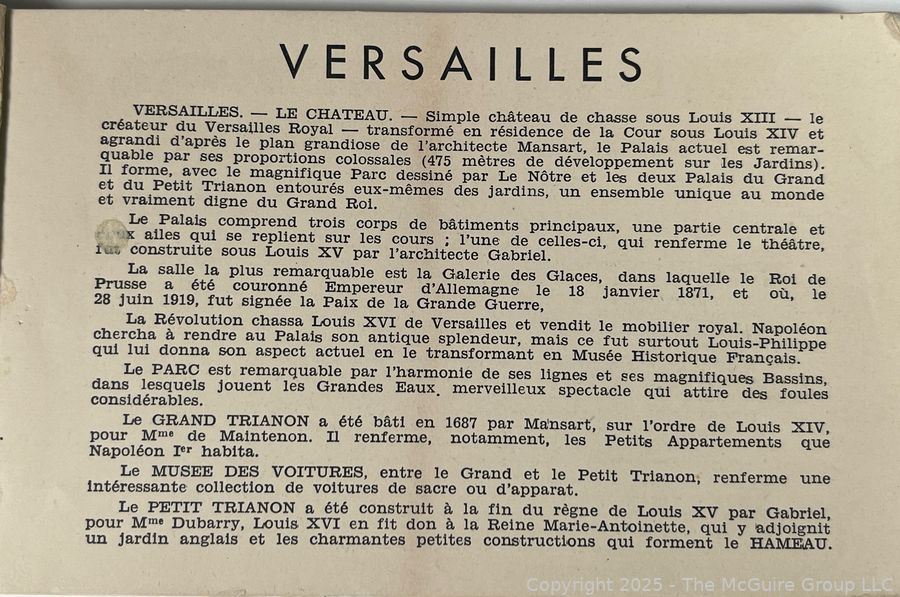 VERSAILLES
VERSAILLES. — LE CHATEAU. — Simple château de chasse sous Louis XIII — le
créateur du Versailles Royal — transformé en résidence de la Cour sous Louis XIV et
agrandi d'après le plan grandiose de l'architecte Mansart, le Palais actuel est remar-
quable par ses proportions colossales (475 mètres de développement sur les Jardins).
Il forme, avec le magnifique Parc dessiné par Le Nôtre et les deux Palais du Grand
et du Petit Trianon entourés eux-mêmes des jardins, un ensemble unique au monde
et vraiment digne du Grand Roi.
Le Palais comprend trois corps de bâtiments principaux, une partie centrale et
deux ailes qui se replient sur les cours ; l'une de celles-ci, qui renferme le théâtre,
fut construite sous Louis XV par l'architecte Gabriel.
La salle la plus remarquable est la Galerie des Glaces, dans laquelle le Roi de
Prusse a été couronné Empereur d'Allemagne le 18 janvier 1871, et où, le
28 juin 1919, fut signée la Paix de la Grande Guerre,
La Révolution chassa Louis XVI de Versailles et vendit le mobilier royal. Napoléon
chercha à rendre au Palais son antique splendeur, mais ce fut surtout Louis-Philippe
qui lui donna son aspect actuel en le transformant en Musée Historique Français.
Le PARC est remarquable par l'harmonie de ses lignes et ses magnifiques Bassins,
dans lesquels jouent les Grandes Eaux. merveilleux spectacle qui attire des foules
considérables.
Le GRAND TRIANON a été bâti en 1687 par Mansart, sur l'ordre de Louis XIV,
pour Mme de Maintenon. Il renferme, notamment, les Petits Appartements que
Napoléon Ier habita.
Le MUSEE DES VOITURES, entre le Grand et le Petit Trianon, renferme une
intéressante collection de voitures de sacre ou d'apparat.
Le PETIT TRIANON a été construit à la fin du règne de Louis XV par Gabriel,
pour Mme Dubarry, Louis XVI en fit don à la Reine Marie-Antoinette, qui y adjoignit
un jardin anglais et les charmantes petites constructions qui forment le HAMEAU.
Copyright 2025 - The McGuire Group LLC